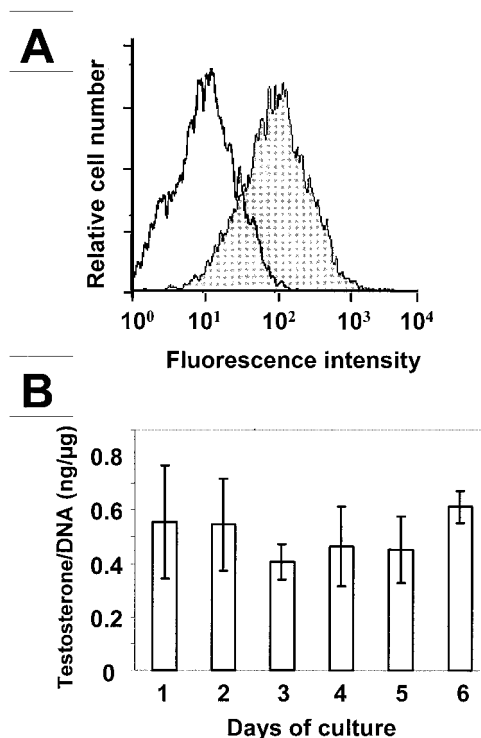 A
Relative cell number
10⁰ 10¹ 10² 10³ 10⁴
Fluorescence intensity
B
Testosterone/DNA (ng/µg)
0.8
0.6
0.4
0.2
0
1 2 3 4 5 6
Days of culture